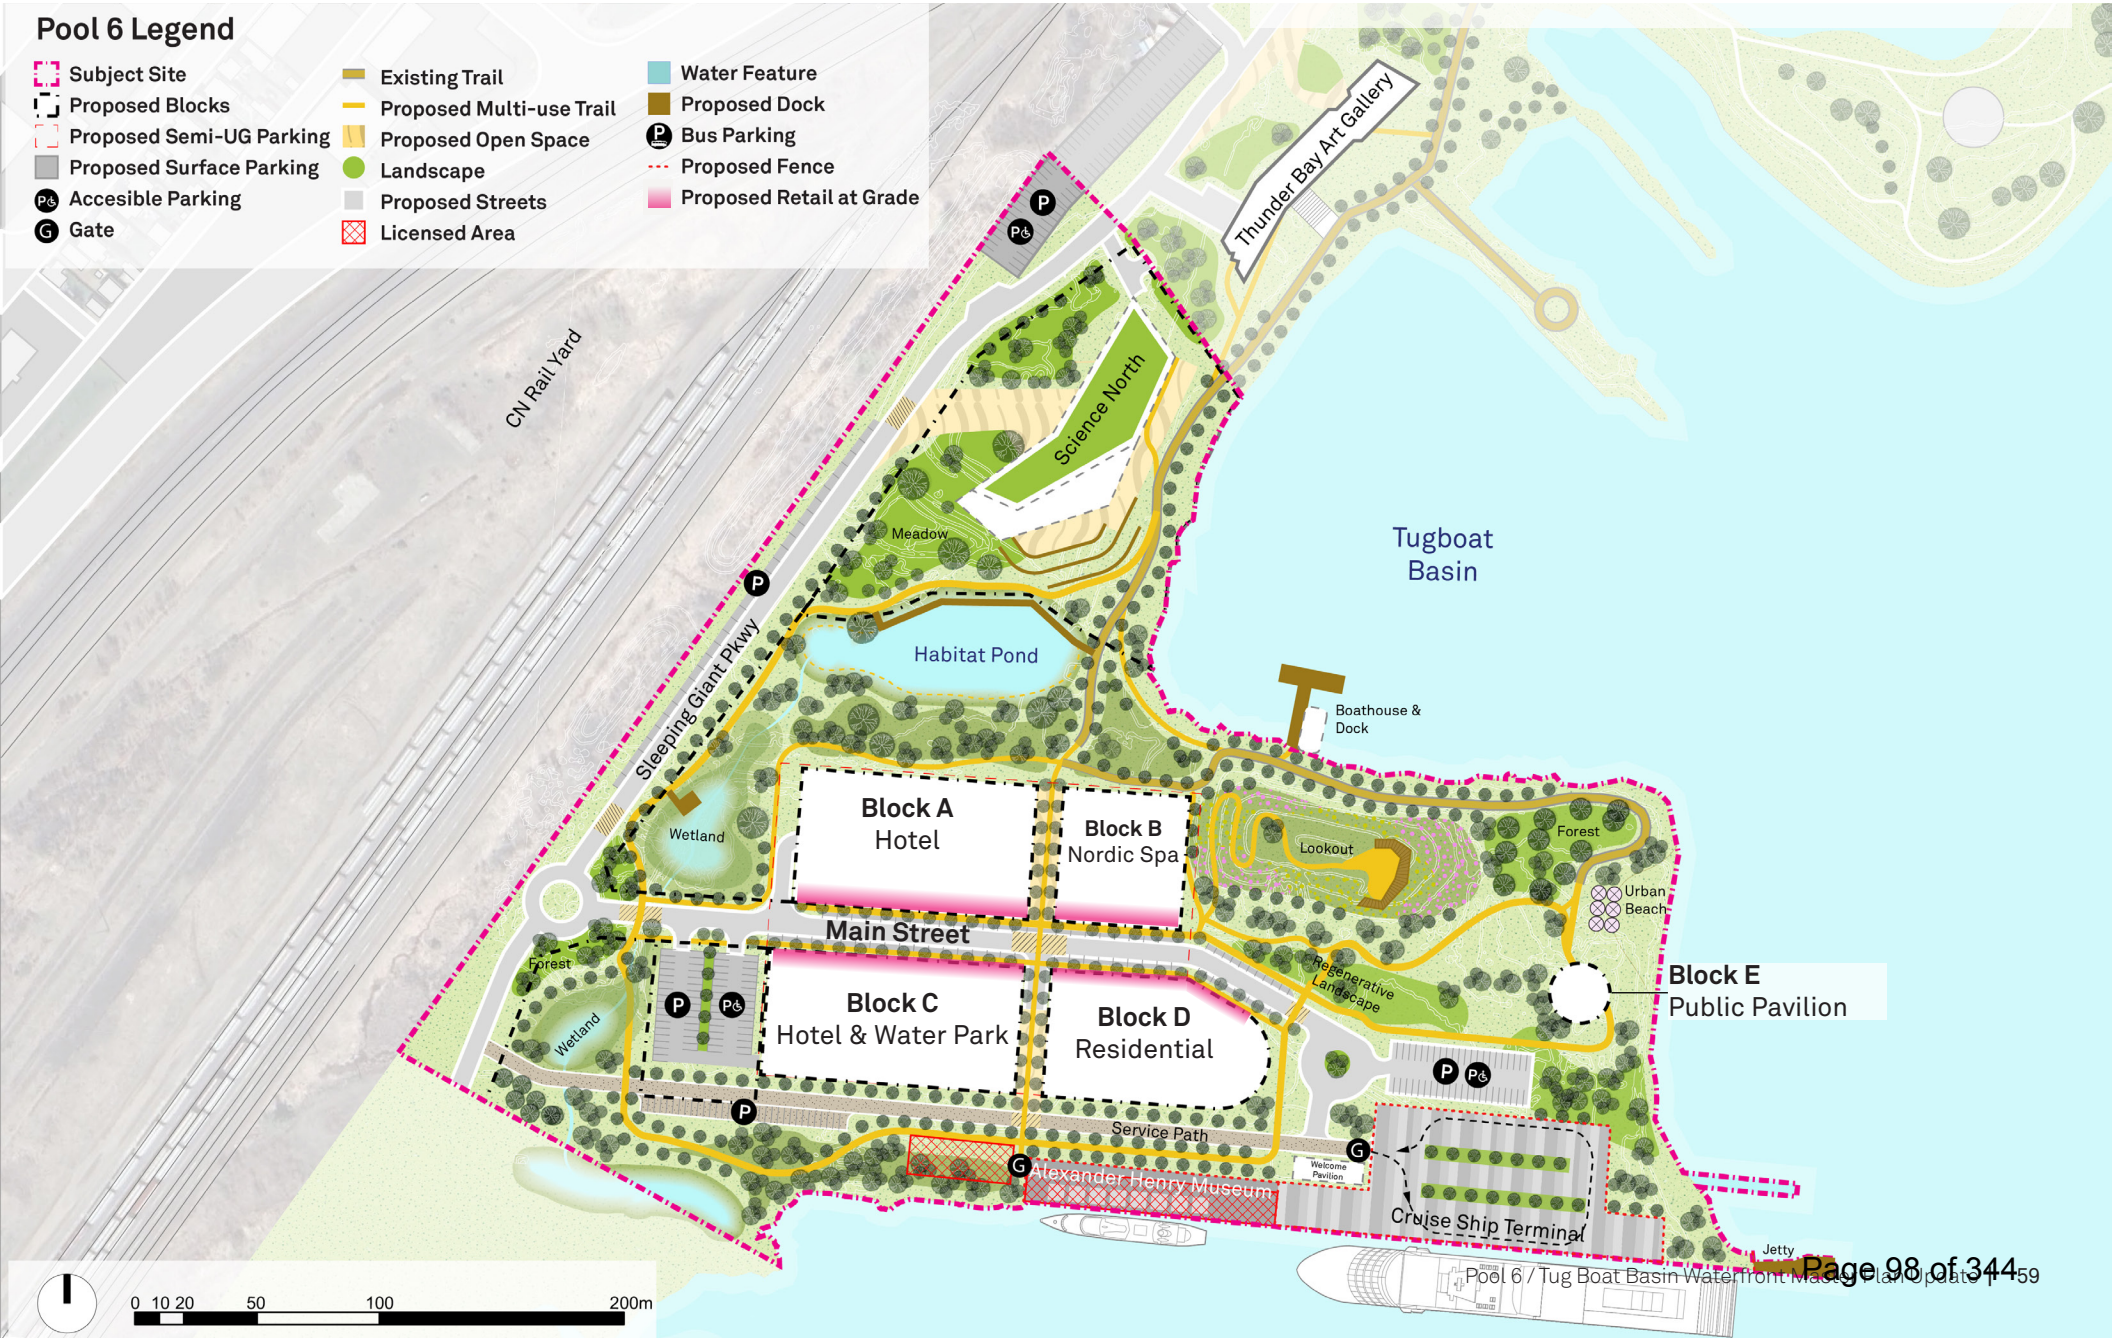 Pool 6 Legend
Subject Site
Proposed Blocks
Proposed Semi-UG Parking
Proposed Surface Parking
P Accesible Parking
G Gate
Existing Trail
Proposed Multi-use Trail
Proposed Open Space
Landscape
Proposed Streets
Licensed Area
Water Feature
Proposed Dock
P Bus Parking
Proposed Fence
Proposed Retail at Grade
Thunder Bay Art Gallery
P
P
CN Rail Yard
Science North
Meadow
Tugboat
Basin
P
Habitat Pond
Sleeping Giant Pkwy
Boathouse &
Dock
Block A
Hotel
Block B
Nordic Spa
Wetland
Lookout
Forest
Urban
Beach
Main Street
Forest
Regenerative
Landscape
Block E
Public Pavilion
P
P
Block C
Hotel & Water Park
Block D
Residential
Wetland
P
P
P
Service Path
G
G
Welcome
Pavilion
Alexander Henry Museum
Cruise Ship Terminal
Jetty
Page 98 of 344
Pool 6 / Tug Boat Basin Waterfront Master Plan Update | 59
0 10 20 50 100 200m